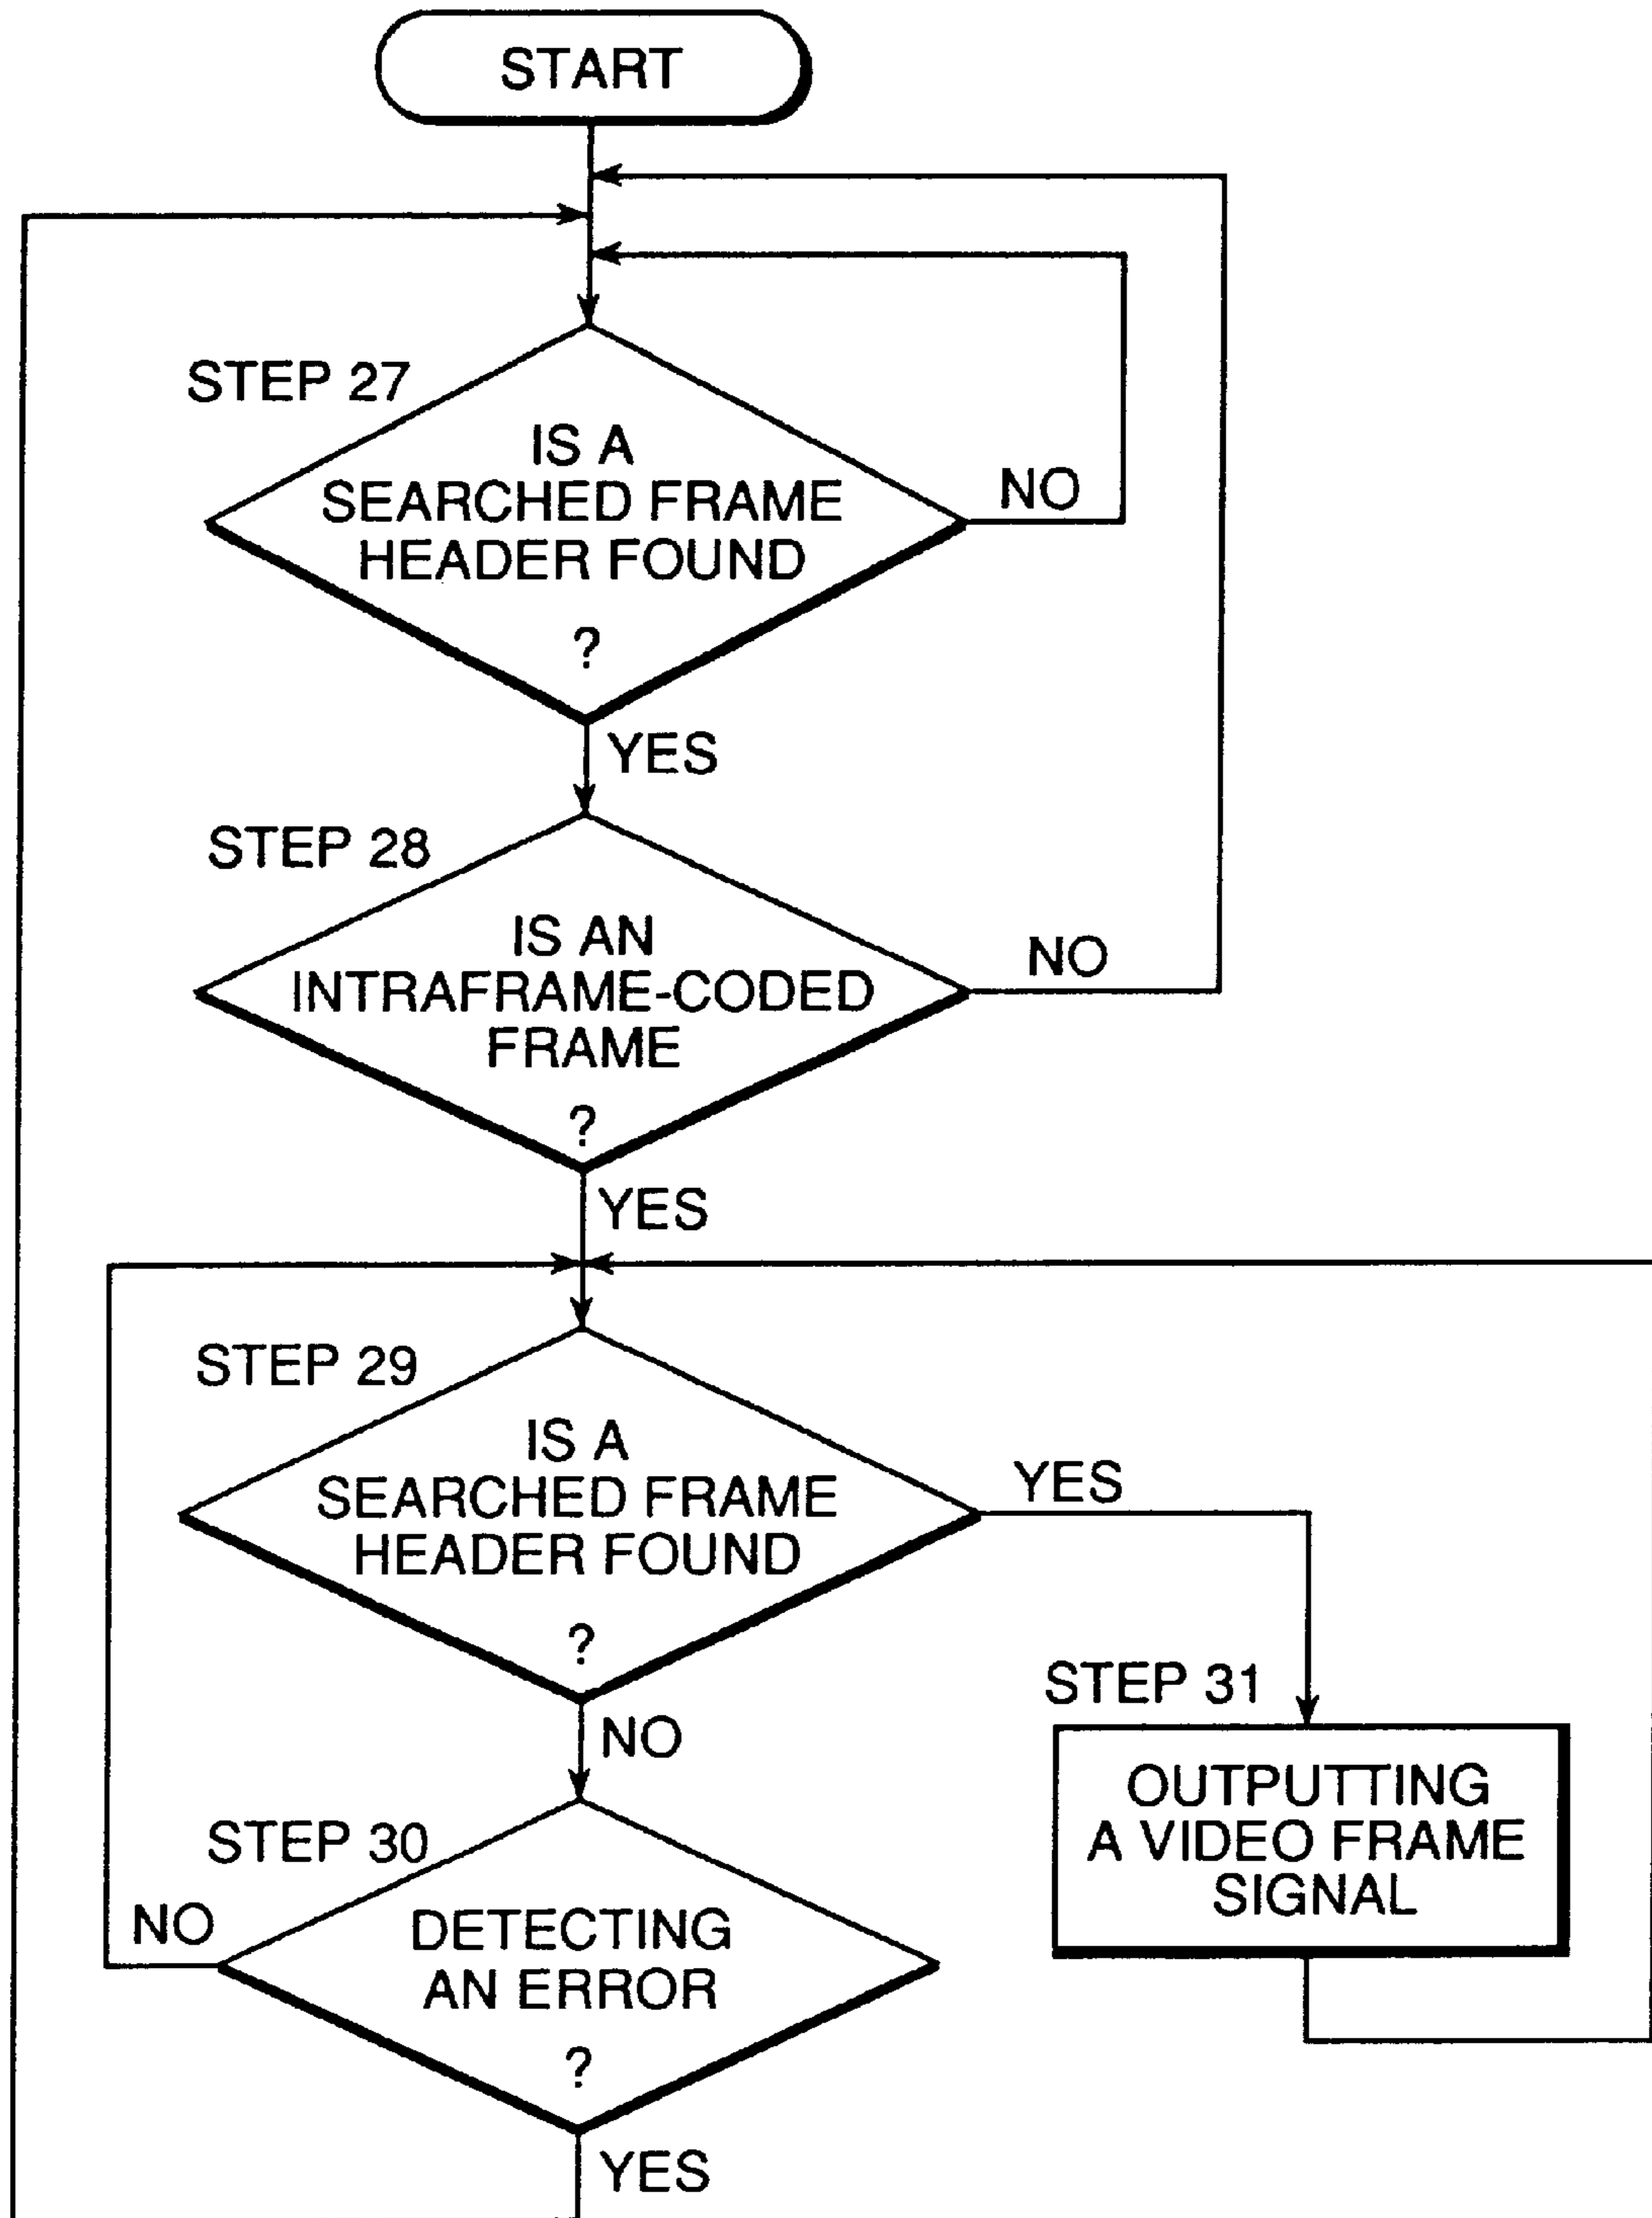 START
STEP 27
IS A
SEARCHED FRAME
HEADER FOUND
?
NO
YES
STEP 28
IS AN
INTRAFRAME-CODED
FRAME
?
NO
YES
STEP 29
IS A
SEARCHED FRAME
HEADER FOUND
?
YES
NO
STEP 31
OUTPUTTING
A VIDEO FRAME
SIGNAL
STEP 30
DETECTING
AN ERROR
?
NO
YES